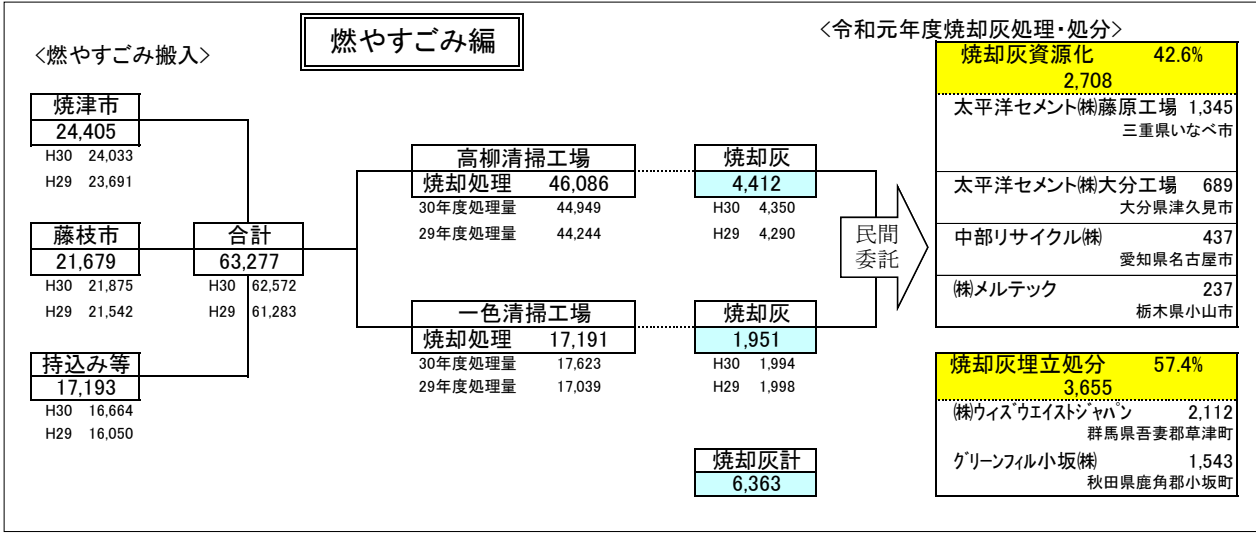 燃やすごみ編
<燃やすごみ搬入>
焼津市
24,405
H30 24,033
H29 23,691
藤枝市
21,679
H30 21,875
H29 21,542
持込み等
17,193
H30 16,664
H29 16,050
合計
63,277
H30 62,572
H29 61,283
高柳清掃工場
焼却処理 46,086
30年度処理量 44,949
29年度処理量 44,244
一色清掃工場
焼却処理 17,191
30年度処理量 17,623
29年度処理量 17,039
焼却灰
4,412
H30 4,350
H29 4,290
焼却灰
1,951
H30 1,994
H29 1,998
焼却灰計
6,363
民間
委託
<令和元年度焼却灰処理・処分>
焼却灰資源化 42.6%
2,708
太平洋セメント㈱藤原工場 1,345
三重県いなべ市
太平洋セメント㈱大分工場 689
大分県津久見市
中部リサイクル㈱ 437
愛知県名古屋市
㈱メルテック 237
栃木県小山市
焼却灰埋立処分 57.4%
3,655
㈱ウィズウエイストジャパン 2,112
群馬県吾妻郡草津町
グリーンフィル小坂㈱ 1,543
秋田県鹿角郡小坂町